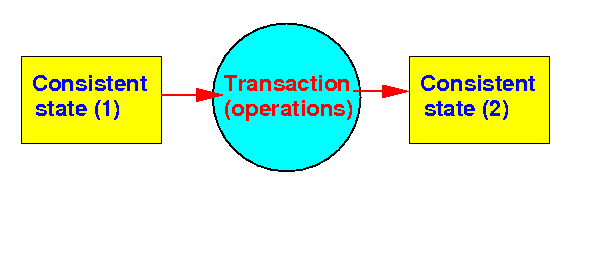 Consistent
state (1)
Transaction
(operations)
Consistent
state (2)